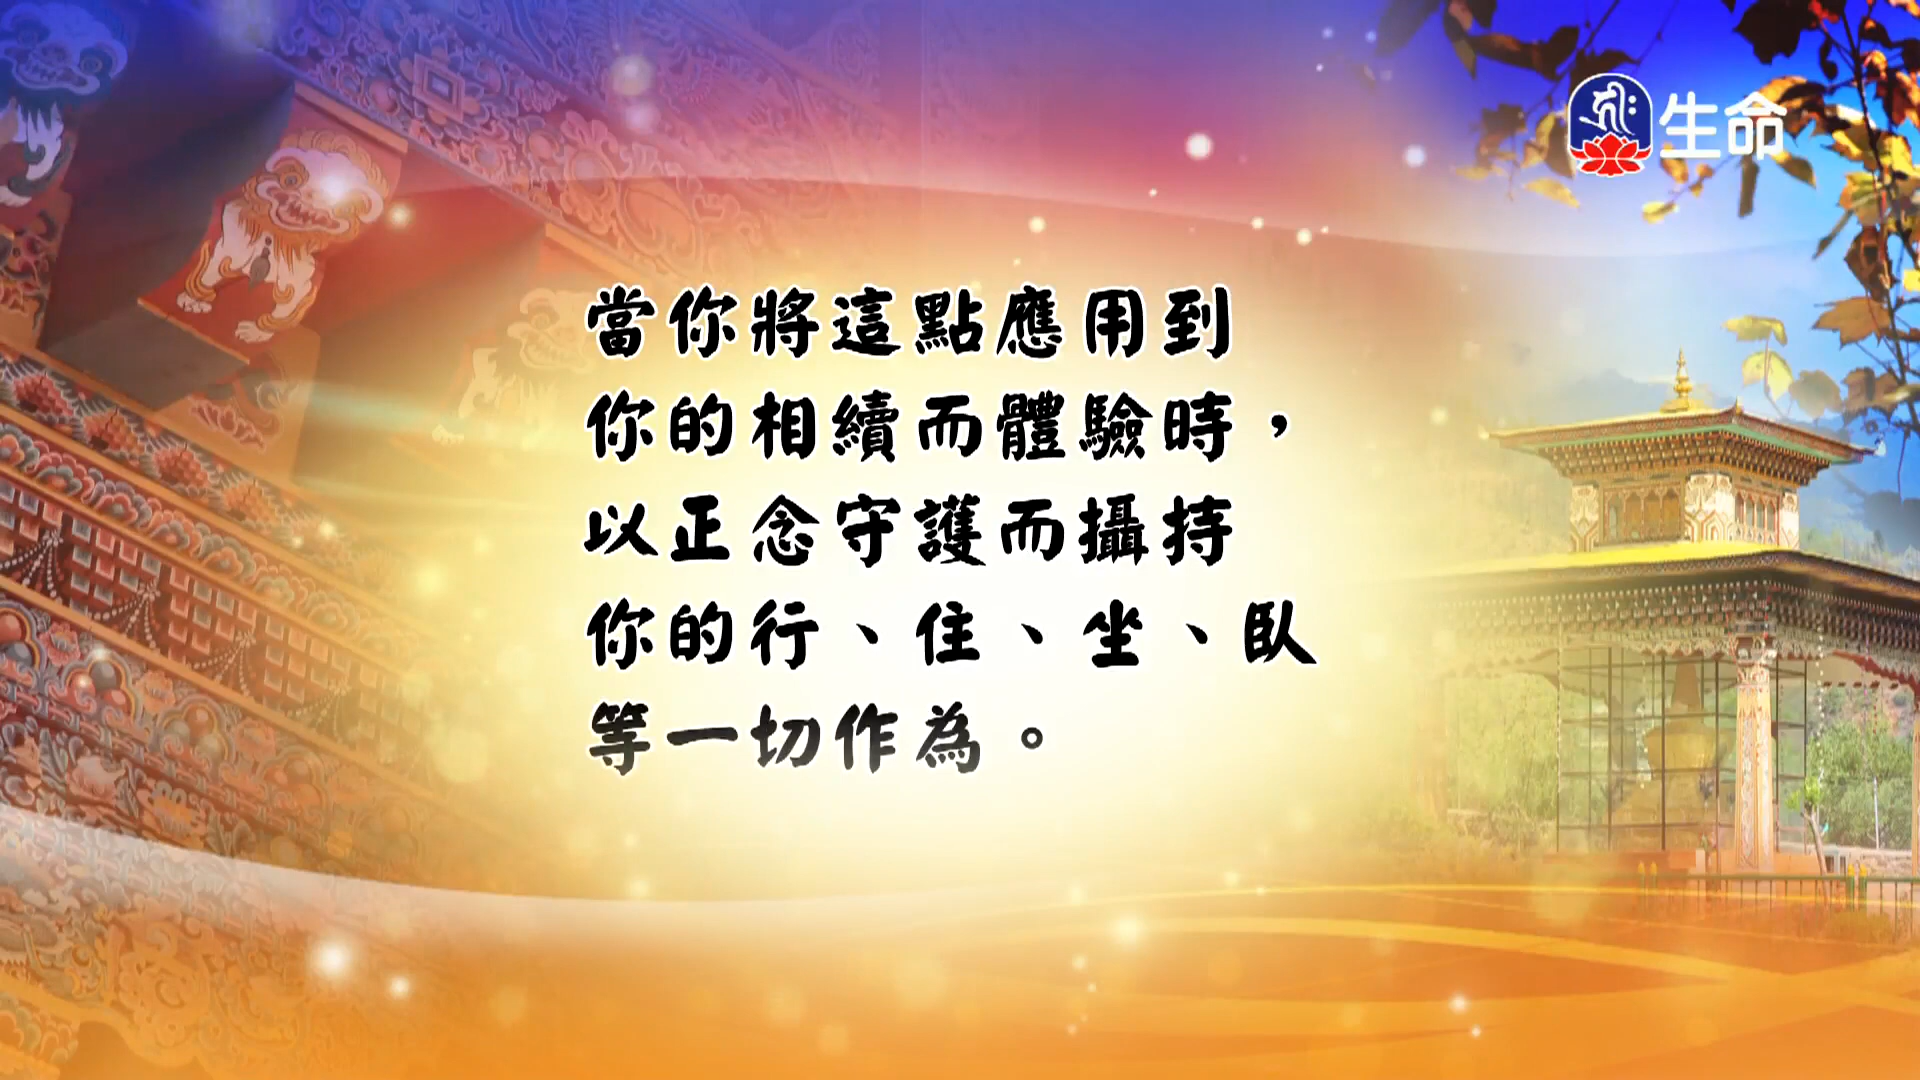 生命
當你將這點應用到
你的相續而體驗時，
以正念守護而攝持
你的行、住、坐、臥
等一切作為。